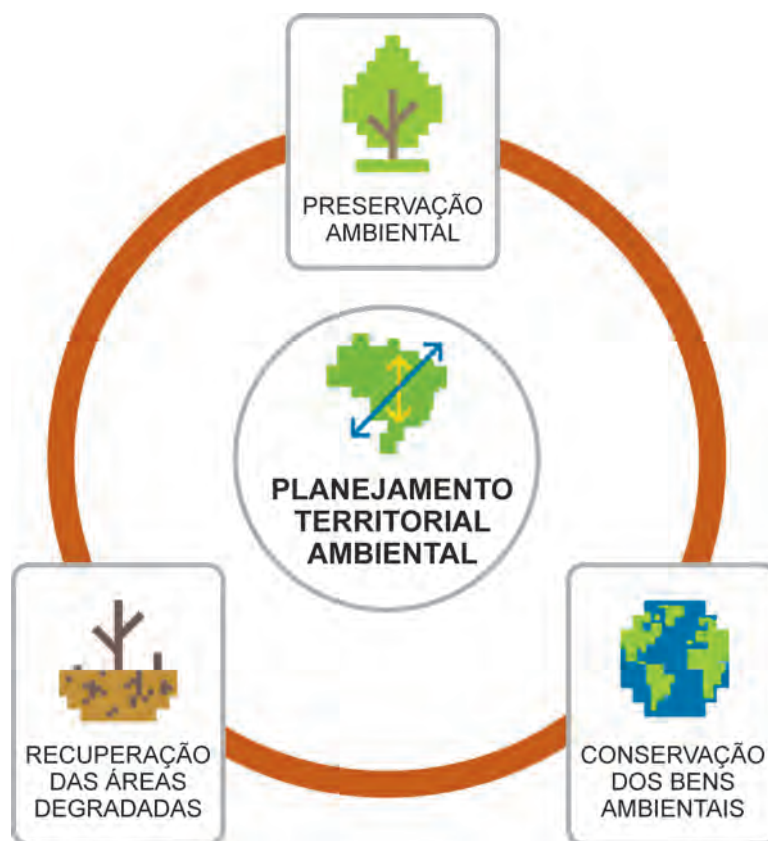 PRESERVAÇÃO
AMBIENTAL
PLANEJAMENTO
TERRITORIAL
AMBIENTAL
RECUPERAÇÃO
DAS ÁREAS
DEGRADADAS
CONSERVAÇÃO
DOS BENS
AMBIENTAIS